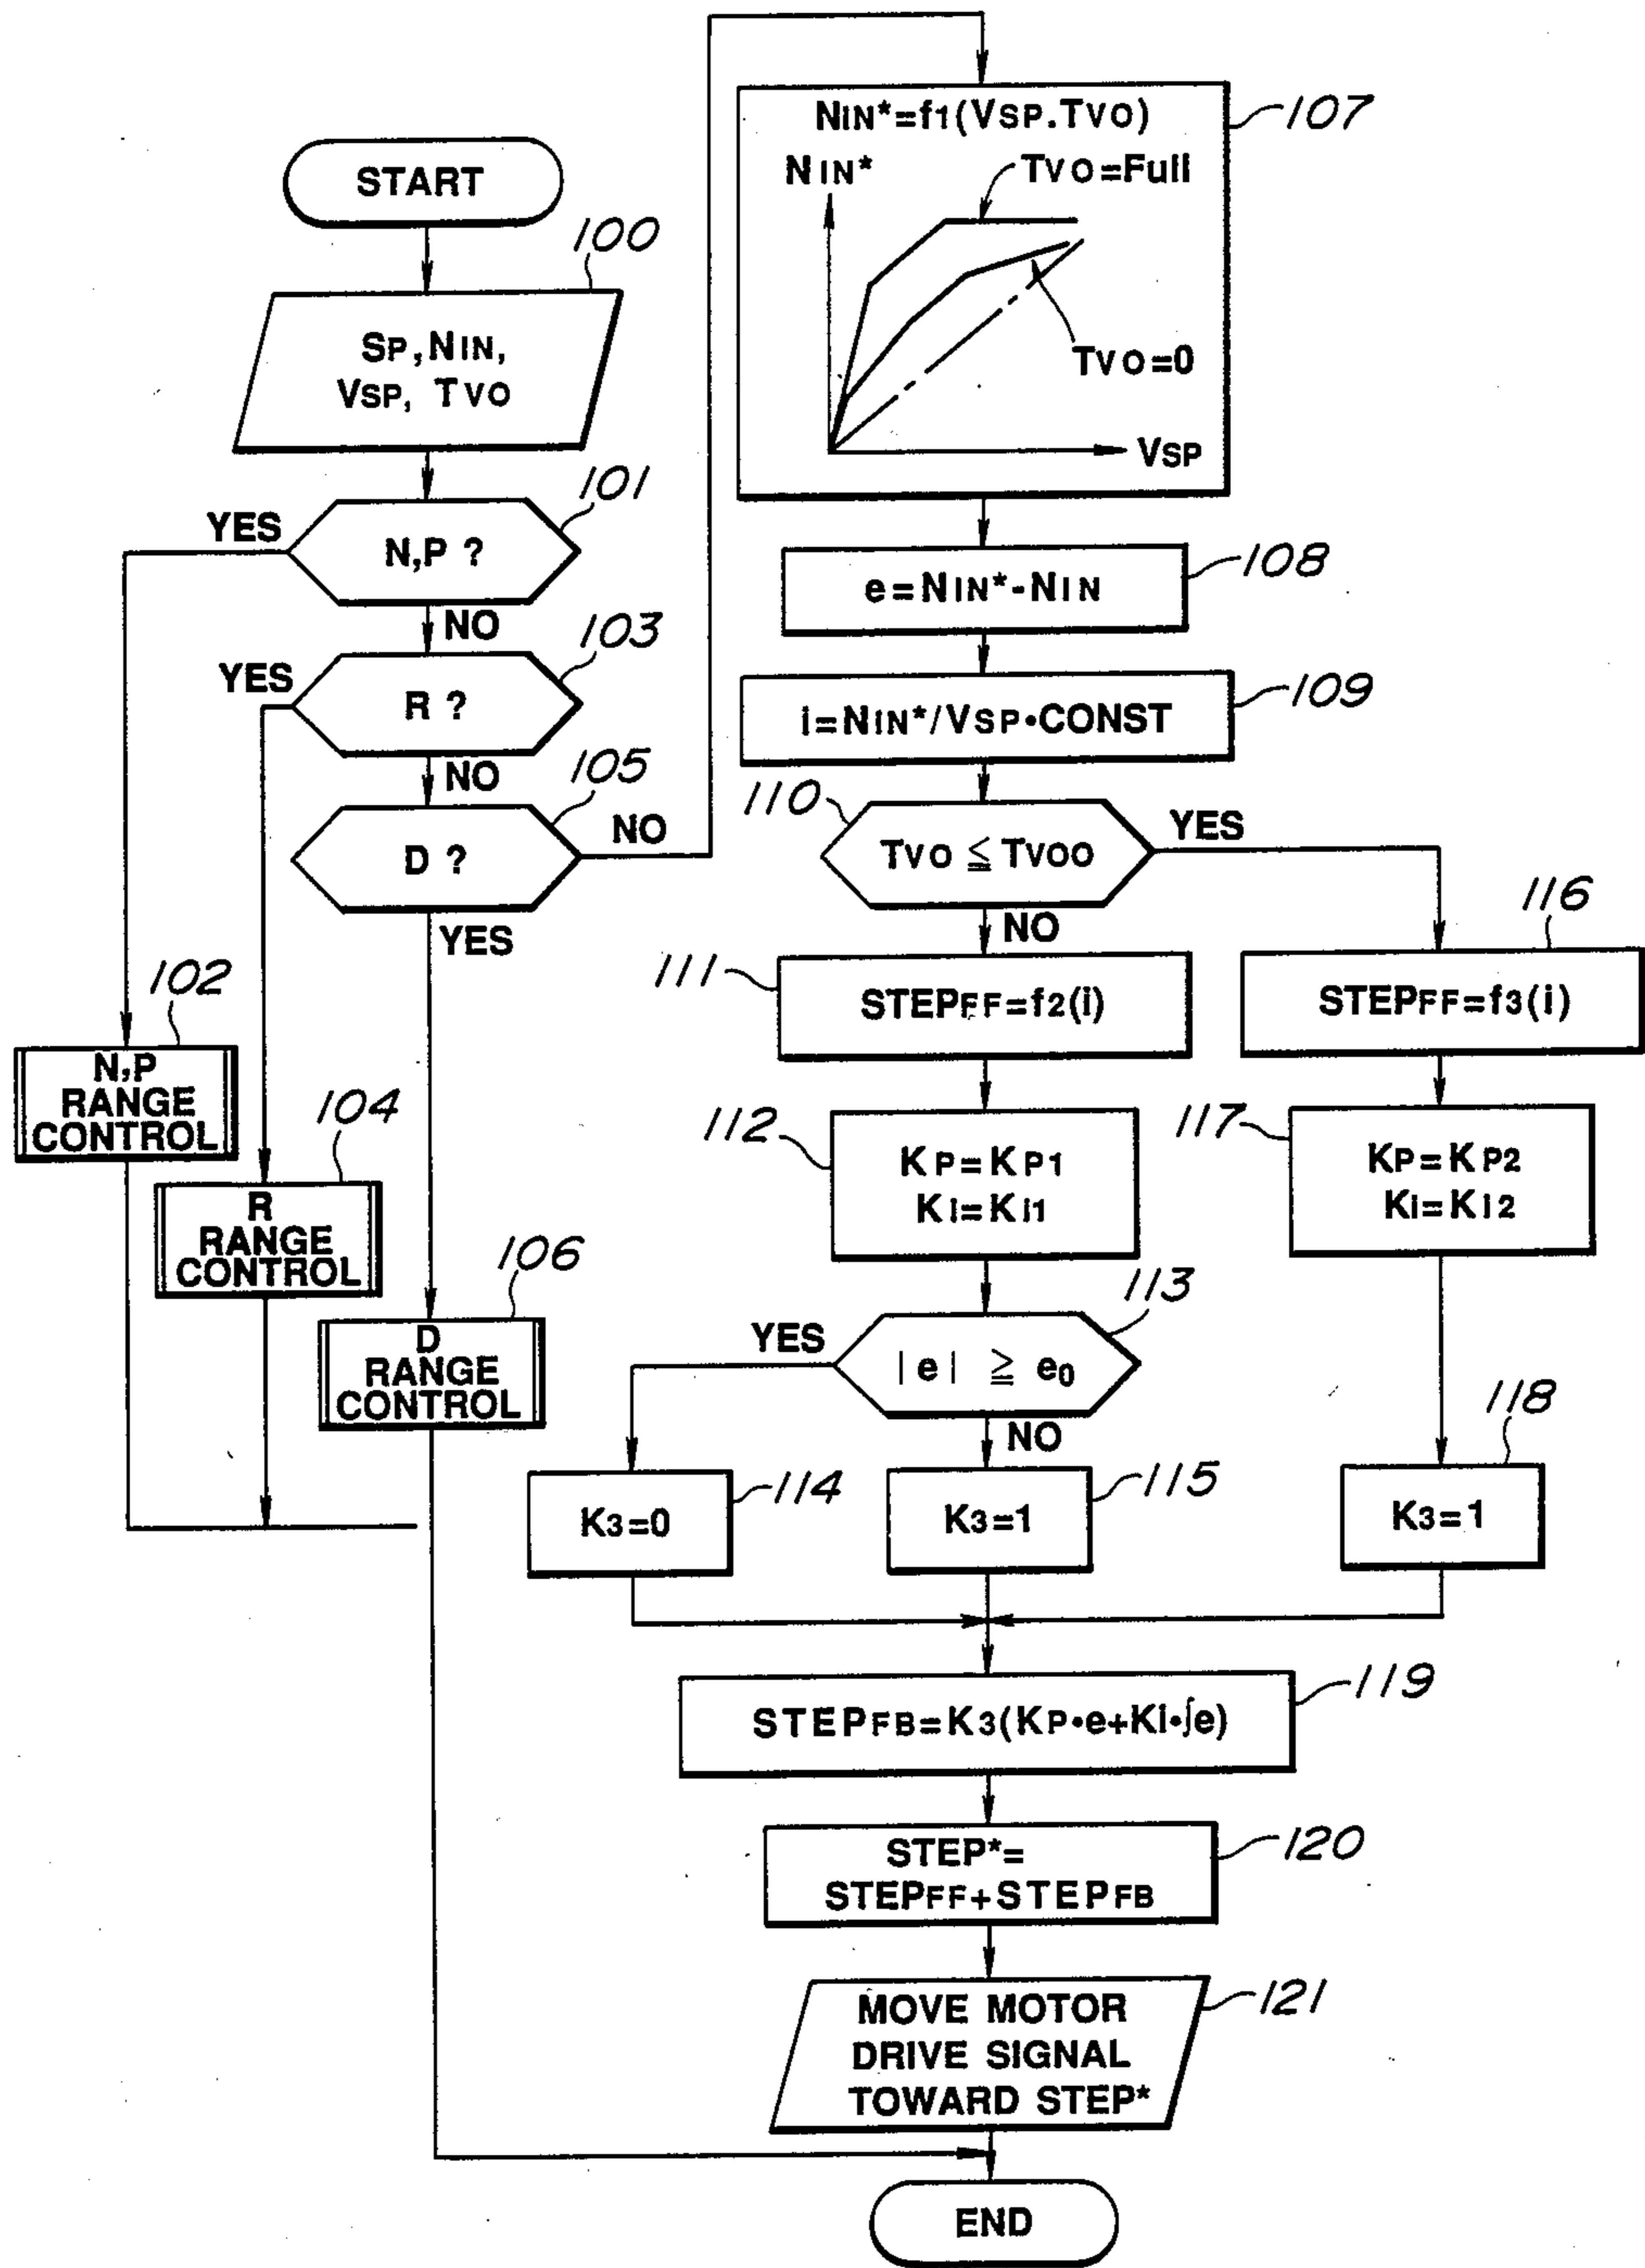 START
100
SP, NIN,
VSP, TVO
101
YES
N,P ?
NO
103
YES
R ?
NO
105
D ?
NO
YES
102
N,P
RANGE
CONTROL
104
R
RANGE
CONTROL
106
D
RANGE
CONTROL
107
NIN*=f1(VSP.TVO)
NIN*
TVO=Full
TVO=0
VSP
108
e=NIN*-NIN
109
i=NIN*/VSP•CONST
110
TVO ≦ TVOO
YES
NO
111
STEPFF=f2(i)
116
STEPFF=f3(i)
112
KP=KP1
Ki=Ki1
117
KP=KP2
Ki=Ki2
113
YES
|e| ≧ e0
NO
114
K3=0
115
K3=1
118
K3=1
119
STEPFB=K3(KP•e+Ki•∫e)
120
STEP*=
STEPFF+STEPFB
121
MOVE MOTOR
DRIVE SIGNAL
TOWARD STEP*
END